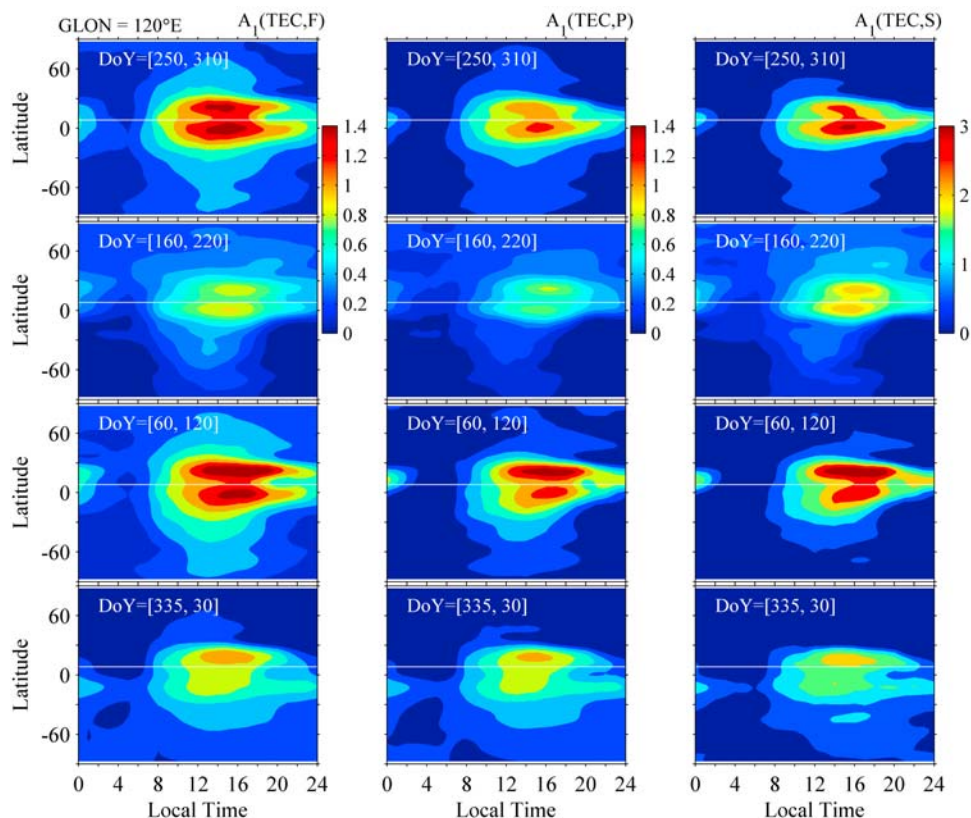 GLON = 120°E A₁(TEC,F) A₁(TEC,P) A₁(TEC,S)
60 DoY=[250, 310] DoY=[250, 310] DoY=[250, 310]
Latitude 0 1.4 1.4 3
-60 1.2 1.2
DoY=[160, 220] 1 DoY=[160, 220] 1 DoY=[160, 220] 2
60 0.8 0.8
Latitude 0 0.6 0.6 1
0.4 0.4
-60 0.2 0.2
0 0 0
60 DoY=[60, 120] DoY=[60, 120] DoY=[60, 120]
Latitude 0
-60
60 DoY=[335, 30] DoY=[335, 30] DoY=[335, 30]
Latitude 0
-60
0 4 8 12 16 20 24 0 4 8 12 16 20 24 0 4 8 12 16 20 24
Local Time Local Time Local Time